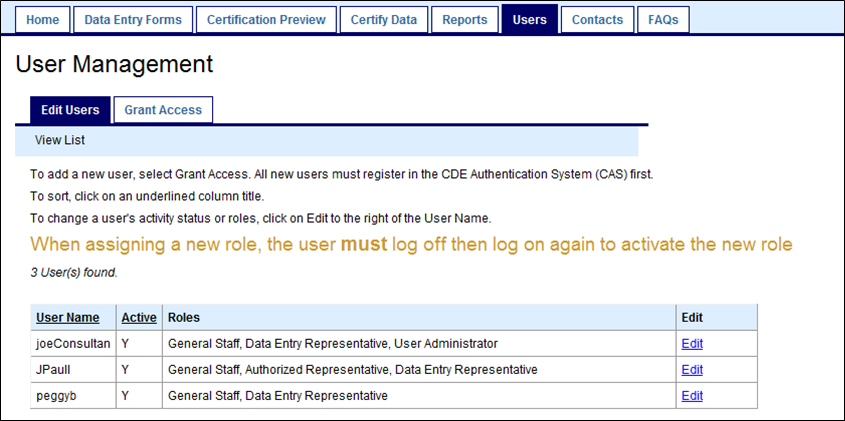 Home Data Entry Forms Certification Preview Certify Data Reports Users Contacts FAQs
User Management
Edit Users Grant Access
View List
To add a new user, select Grant Access. All new users must register in the CDE Authentication System (CAS) first.
To sort, click on an underlined column title.
To change a user's activity status or roles, click on Edit to the right of the User Name.
When assigning a new role, the user must log off then log on again to activate the new role
3 User(s) found.
User Name Active Roles Edit
joeConsultan Y General Staff, Data Entry Representative, User Administrator Edit
JPaull Y General Staff, Authorized Representative, Data Entry Representative Edit
peggyb Y General Staff, Data Entry Representative Edit